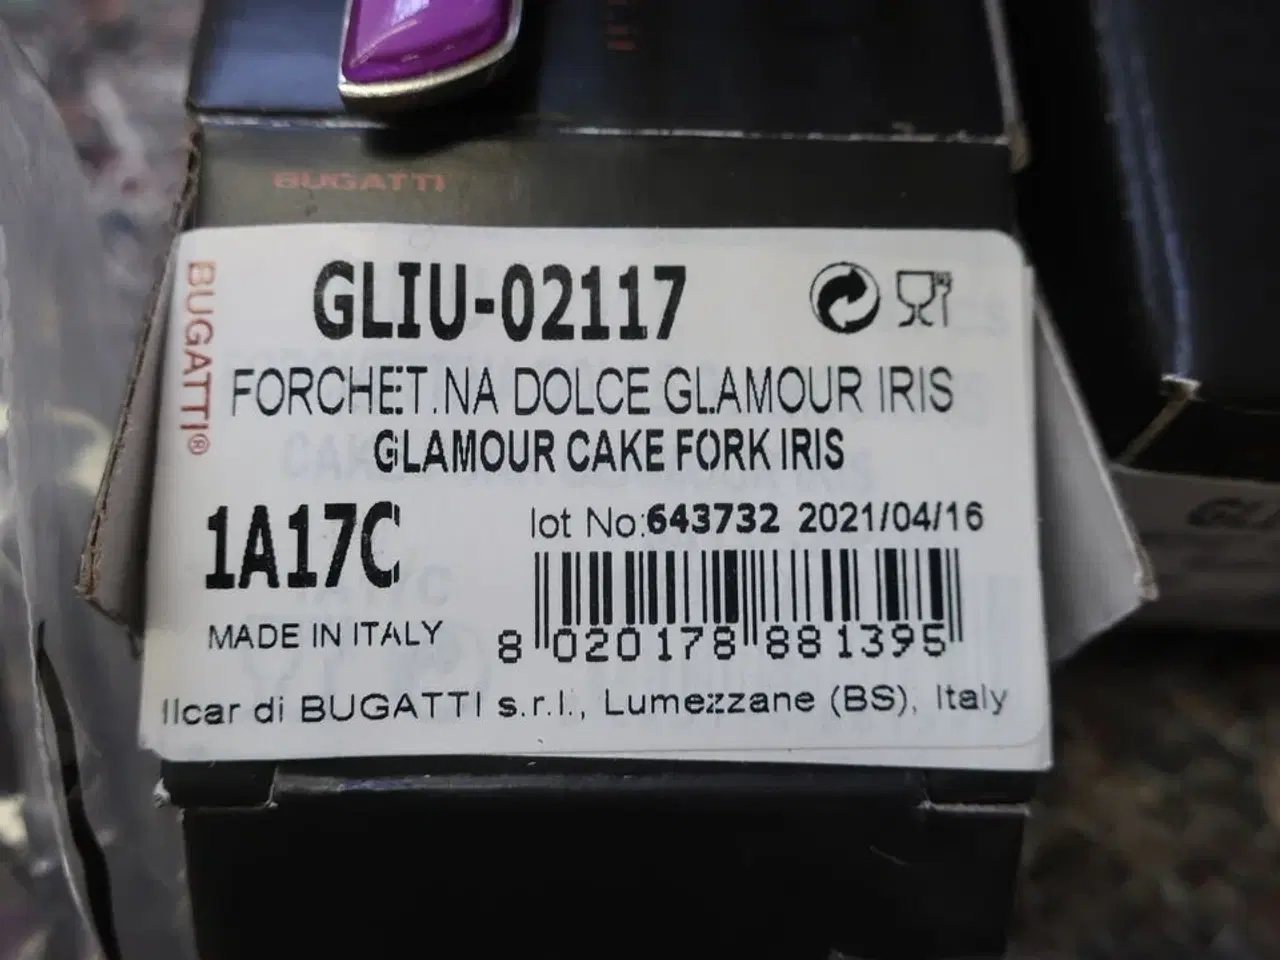 BUGATTI
BUGATTI®
GLIU-02117
FORCHET.NA DOLCE GLAMOUR IRIS
GLAMOUR CAKE FORK IRIS
1A17C
lot No:643732 2021/04/16
MADE IN ITALY
8 020178 881395
Ilcar di BUGATTI s.r.l., Lumezzane (BS), Italy